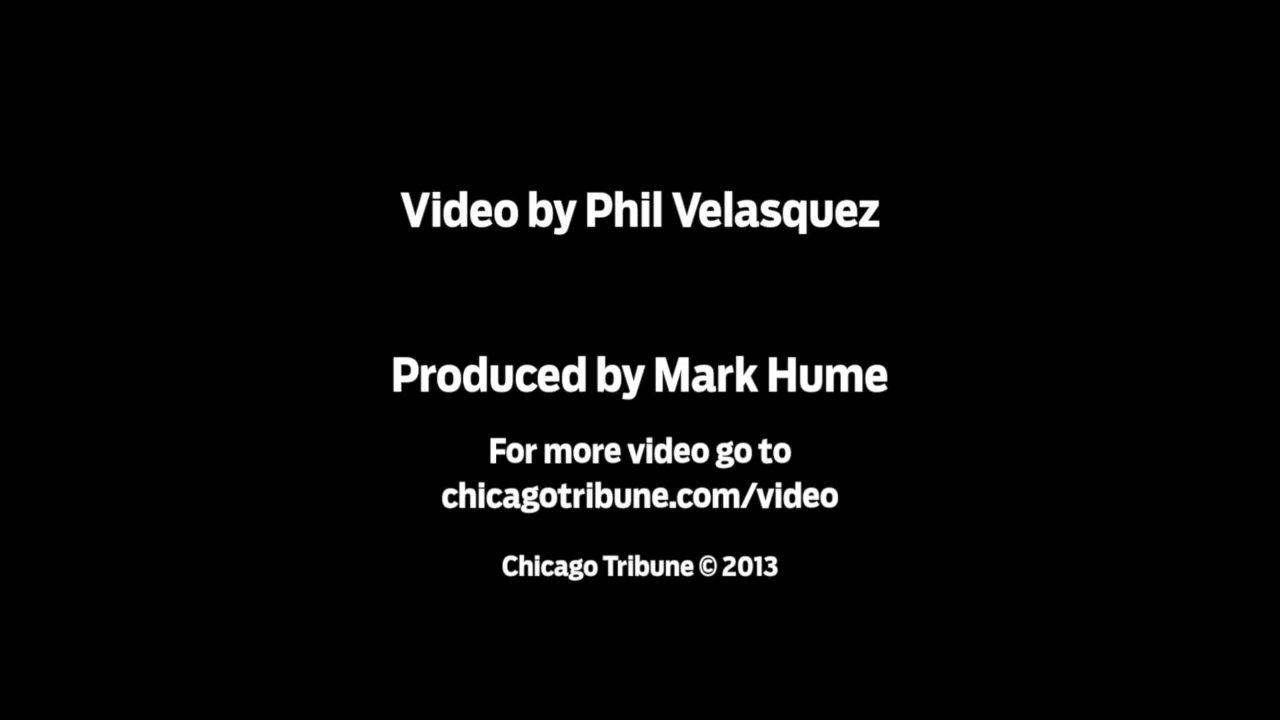 Video by Phil Velasquez
Produced by Mark Hume
For more video go to
chicagotribune.com/video
Chicago Tribune © 2013